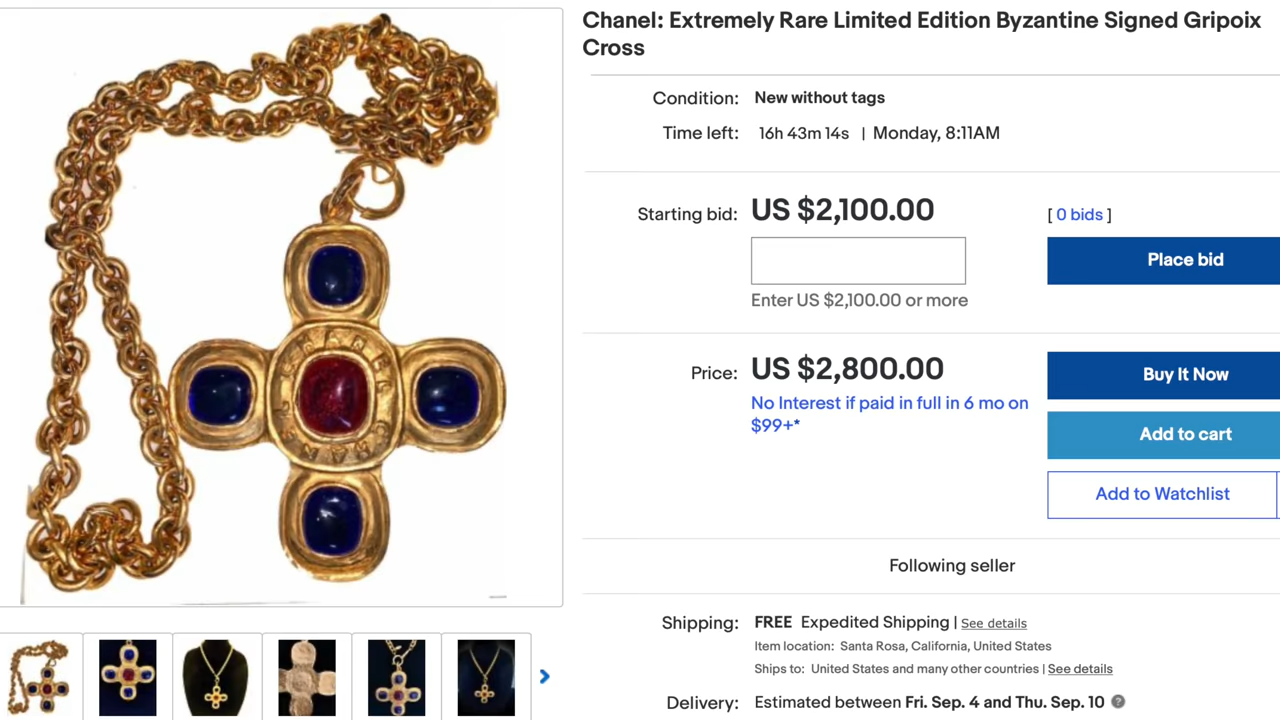 Chanel: Extremely Rare Limited Edition Byzantine Signed Gripoix
Cross
Condition: New without tags
Time left: 16h 43m 14s | Monday, 8:11AM
Starting bid: US $2,100.00 [ 0 bids ]
Place bid
Enter US $2,100.00 or more
Price: US $2,800.00 Buy It Now
No Interest if paid in full in 6 mo on
$99+*
Add to cart
Add to Watchlist
Following seller
Shipping: FREE Expedited Shipping | See details
Item location: Santa Rosa, California, United States
Ships to: United States and many other countries | See details
Delivery: Estimated between Fri. Sep. 4 and Thu. Sep. 10 ?
CHANEL
CHANEL